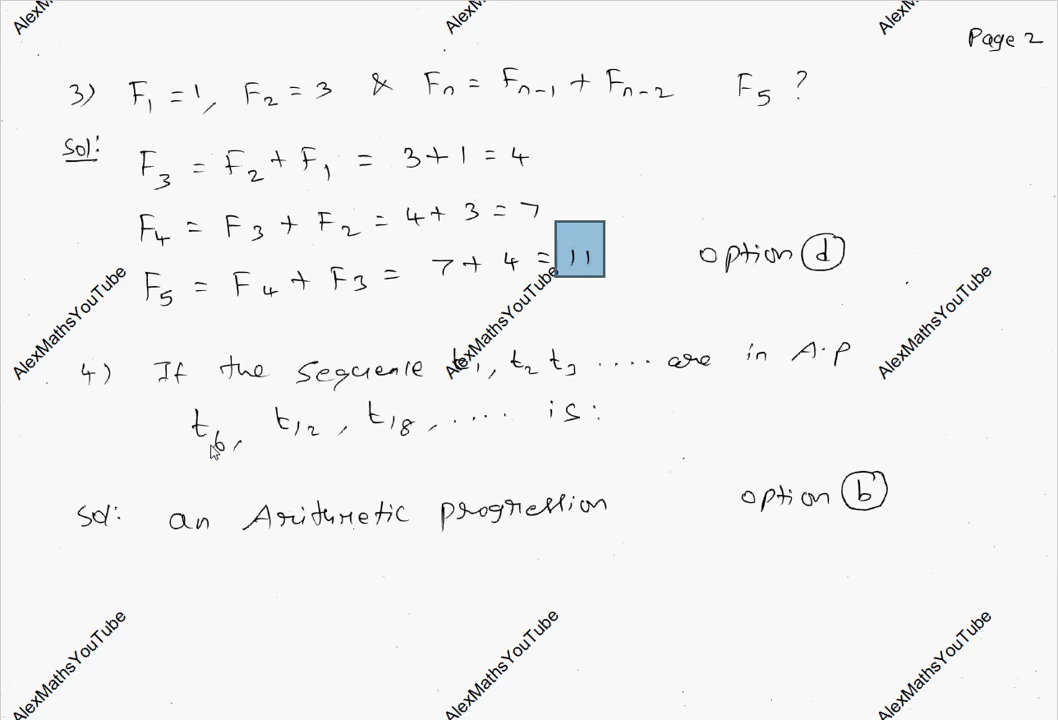 Page 2
3) F₁ = 1, F₂ = 3 & Fₙ = Fₙ₋₁ + Fₙ₋₂ F₅ ?
Sol:
F₃ = F₂ + F₁ = 3 + 1 = 4
F₄ = F₃ + F₂ = 4 + 3 = 7
F₅ = F₄ + F₃ = 7 + 4 = 11 option (d)
4) If the Sequence t₁, t₂ t₃ .... are in A.P
t₆, t₁₂, t₁₈, .... is:
Sol: an Arithmetic progression option (b)
AlexMathsYouTube
AlexMathsYouTube
AlexMathsYouTube
AlexMathsYouTube
AlexMathsYouTube
AlexMathsYouTube